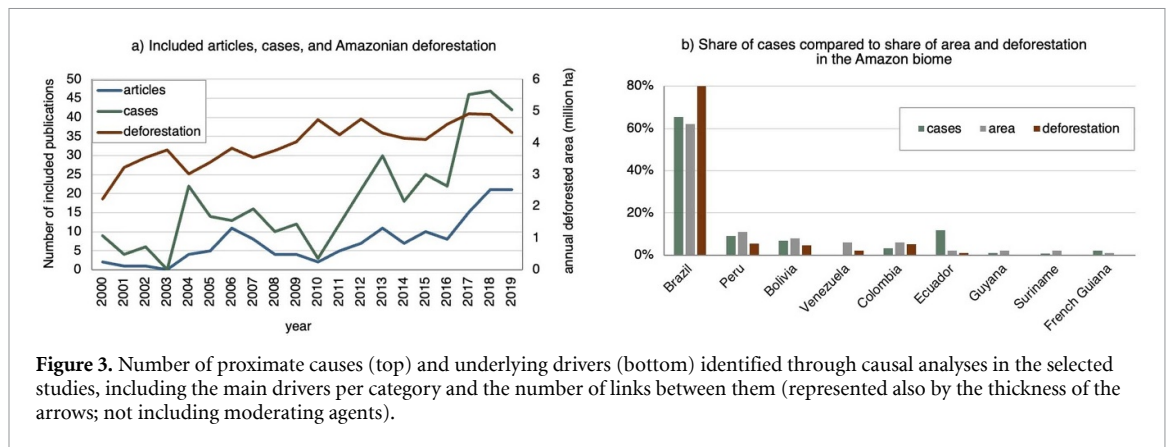 a) Included articles, cases, and Amazonian deforestation
Number of included publications
50
45
40
35
30
25
20
15
10
5
0
articles
cases
deforestation
6
5
4
3
2
1
0
annual deforested area (million ha)
2000
2001
2002
2003
2004
2005
2006
2007
2008
2009
2010
2011
2012
2013
2014
2015
2016
2017
2018
2019
year
b) Share of cases compared to share of area and deforestation
in the Amazon biome
80%
60%
40%
20%
0%
cases area deforestation
Brazil
Peru
Bolivia
Venezuela
Colombia
Ecuador
Guyana
Suriname
French Guiana
Figure 3. Number of proximate causes (top) and underlying drivers (bottom) identified through causal analyses in the selected
studies, including the main drivers per category and the number of links between them (represented also by the thickness of the
arrows; not including moderating agents).